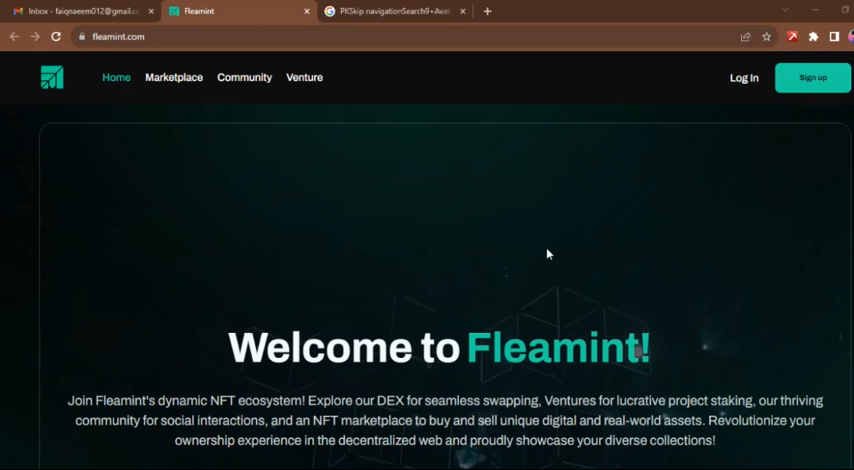 Inbox - faiqnaeem012@gmail.c
Fleamint
PKSkip navigationSearch9+Avat
fleamint.com
Home Marketplace Community Venture Log In Sign up
Welcome to Fleamint!
Join Fleamint's dynamic NFT ecosystem! Explore our DEX for seamless swapping, Ventures for lucrative project staking, our thriving
community for social interactions, and an NFT marketplace to buy and sell unique digital and real-world assets. Revolutionize your
ownership experience in the decentralized web and proudly showcase your diverse collections!